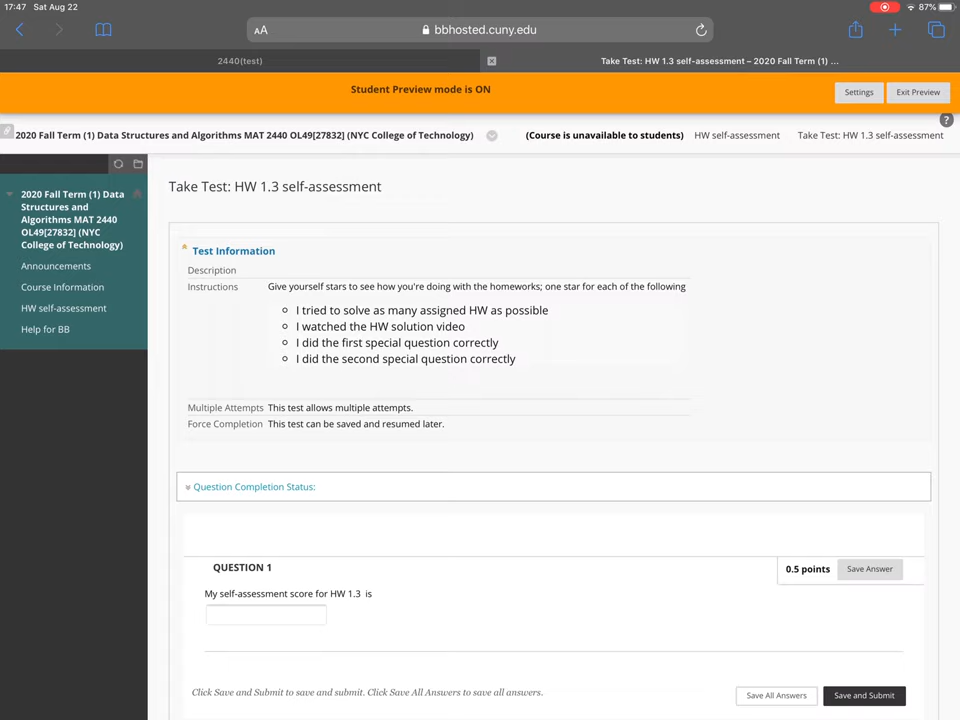 17:47 Sat Aug 22
87%
AA bbhosted.cuny.edu
2440(test)
Take Test: HW 1.3 self-assessment – 2020 Fall Term (1) ...
Student Preview mode is ON
Settings
Exit Preview
?
2020 Fall Term (1) Data Structures and Algorithms MAT 2440 OL49[27832] (NYC College of Technology)
(Course is unavailable to students)
HW self-assessment
Take Test: HW 1.3 self-assessment
2020 Fall Term (1) Data
Structures and
Algorithms MAT 2440
OL49[27832] (NYC
College of Technology)
Announcements
Course Information
HW self-assessment
Help for BB
Take Test: HW 1.3 self-assessment
Test Information
Description
Instructions Give yourself stars to see how you're doing with the homeworks; one star for each of the following
I tried to solve as many assigned HW as possible
I watched the HW solution video
I did the first special question correctly
I did the second special question correctly
Multiple Attempts This test allows multiple attempts.
Force Completion This test can be saved and resumed later.
Question Completion Status:
QUESTION 1
0.5 points
Save Answer
My self-assessment score for HW 1.3 is
Click Save and Submit to save and submit. Click Save All Answers to save all answers.
Save All Answers
Save and Submit